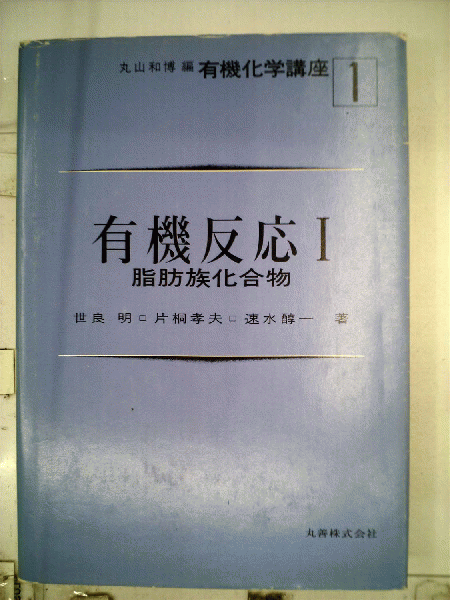 丸山和博 編 有機化学講座 1
有機反応 I
脂肪族化合物
世良 明□片桐孝夫□速水醇一 著
丸善株式会社